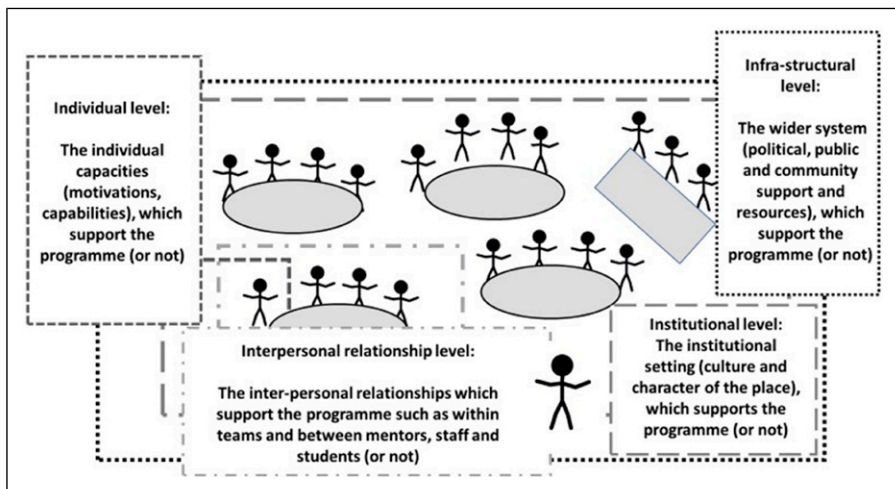 Individual level:
The individual
capacities
(motivations,
capabilities), which
support the
programme (or not)
Infra-structural
level:
The wider system
(political, public
and community
support and
resources), which
support the
programme (or not)
Interpersonal relationship level:
The inter-personal relationships which
support the programme such as within
teams and between mentors, staff and
students (or not)
Institutional level:
The institutional
setting (culture and
character of the place),
which supports the
programme (or not)